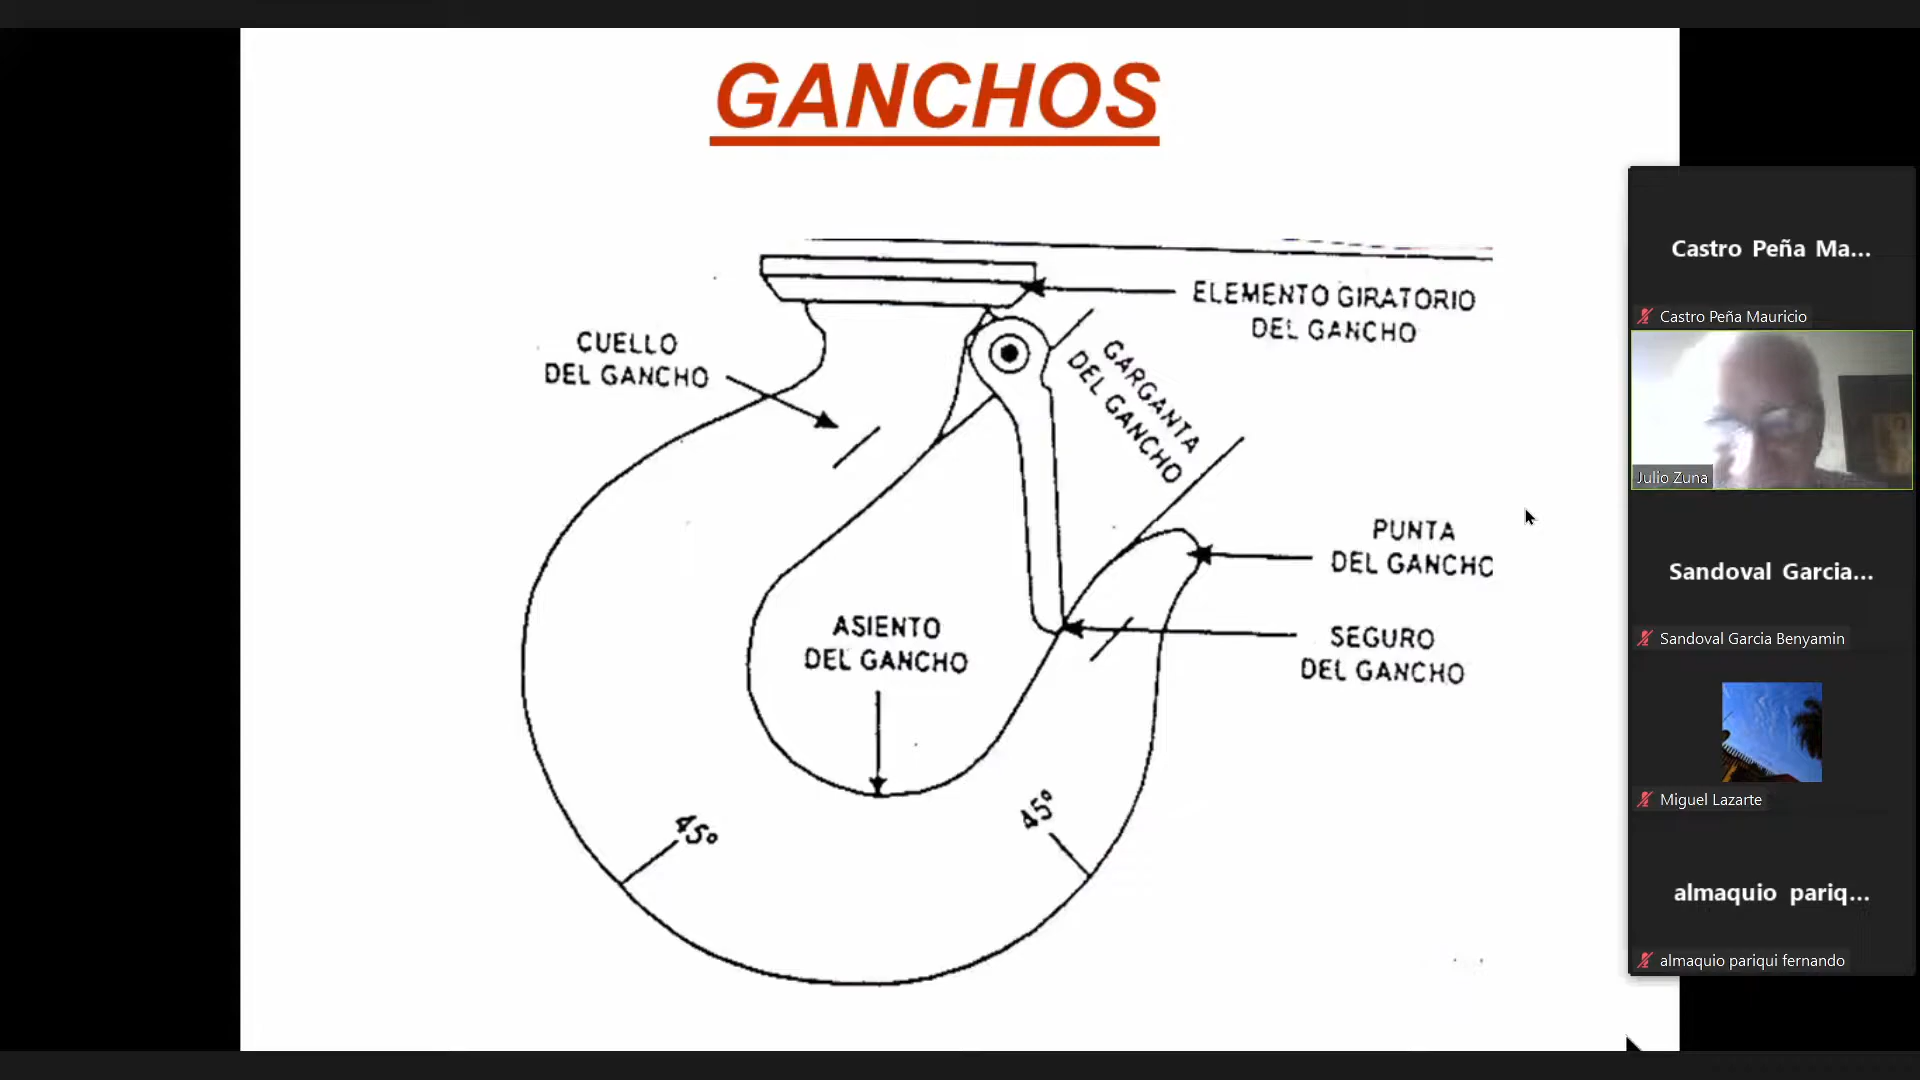 GANCHOS
ELEMENTO GIRATORIO
DEL GANCHO
CUELLO
DEL GANCHO
GARGANTA
DEL GANCHO
PUNTA
DEL GANCHO
ASIENTO
DEL GANCHO
SEGURO
DEL GANCHO
45°
45°
Castro Peña Ma...
Castro Peña Mauricio
Julio Zuna
Sandoval Garcia...
Sandoval Garcia Benyamin
Miguel Lazarte
almaquio pariq...
almaquio pariqui fernando